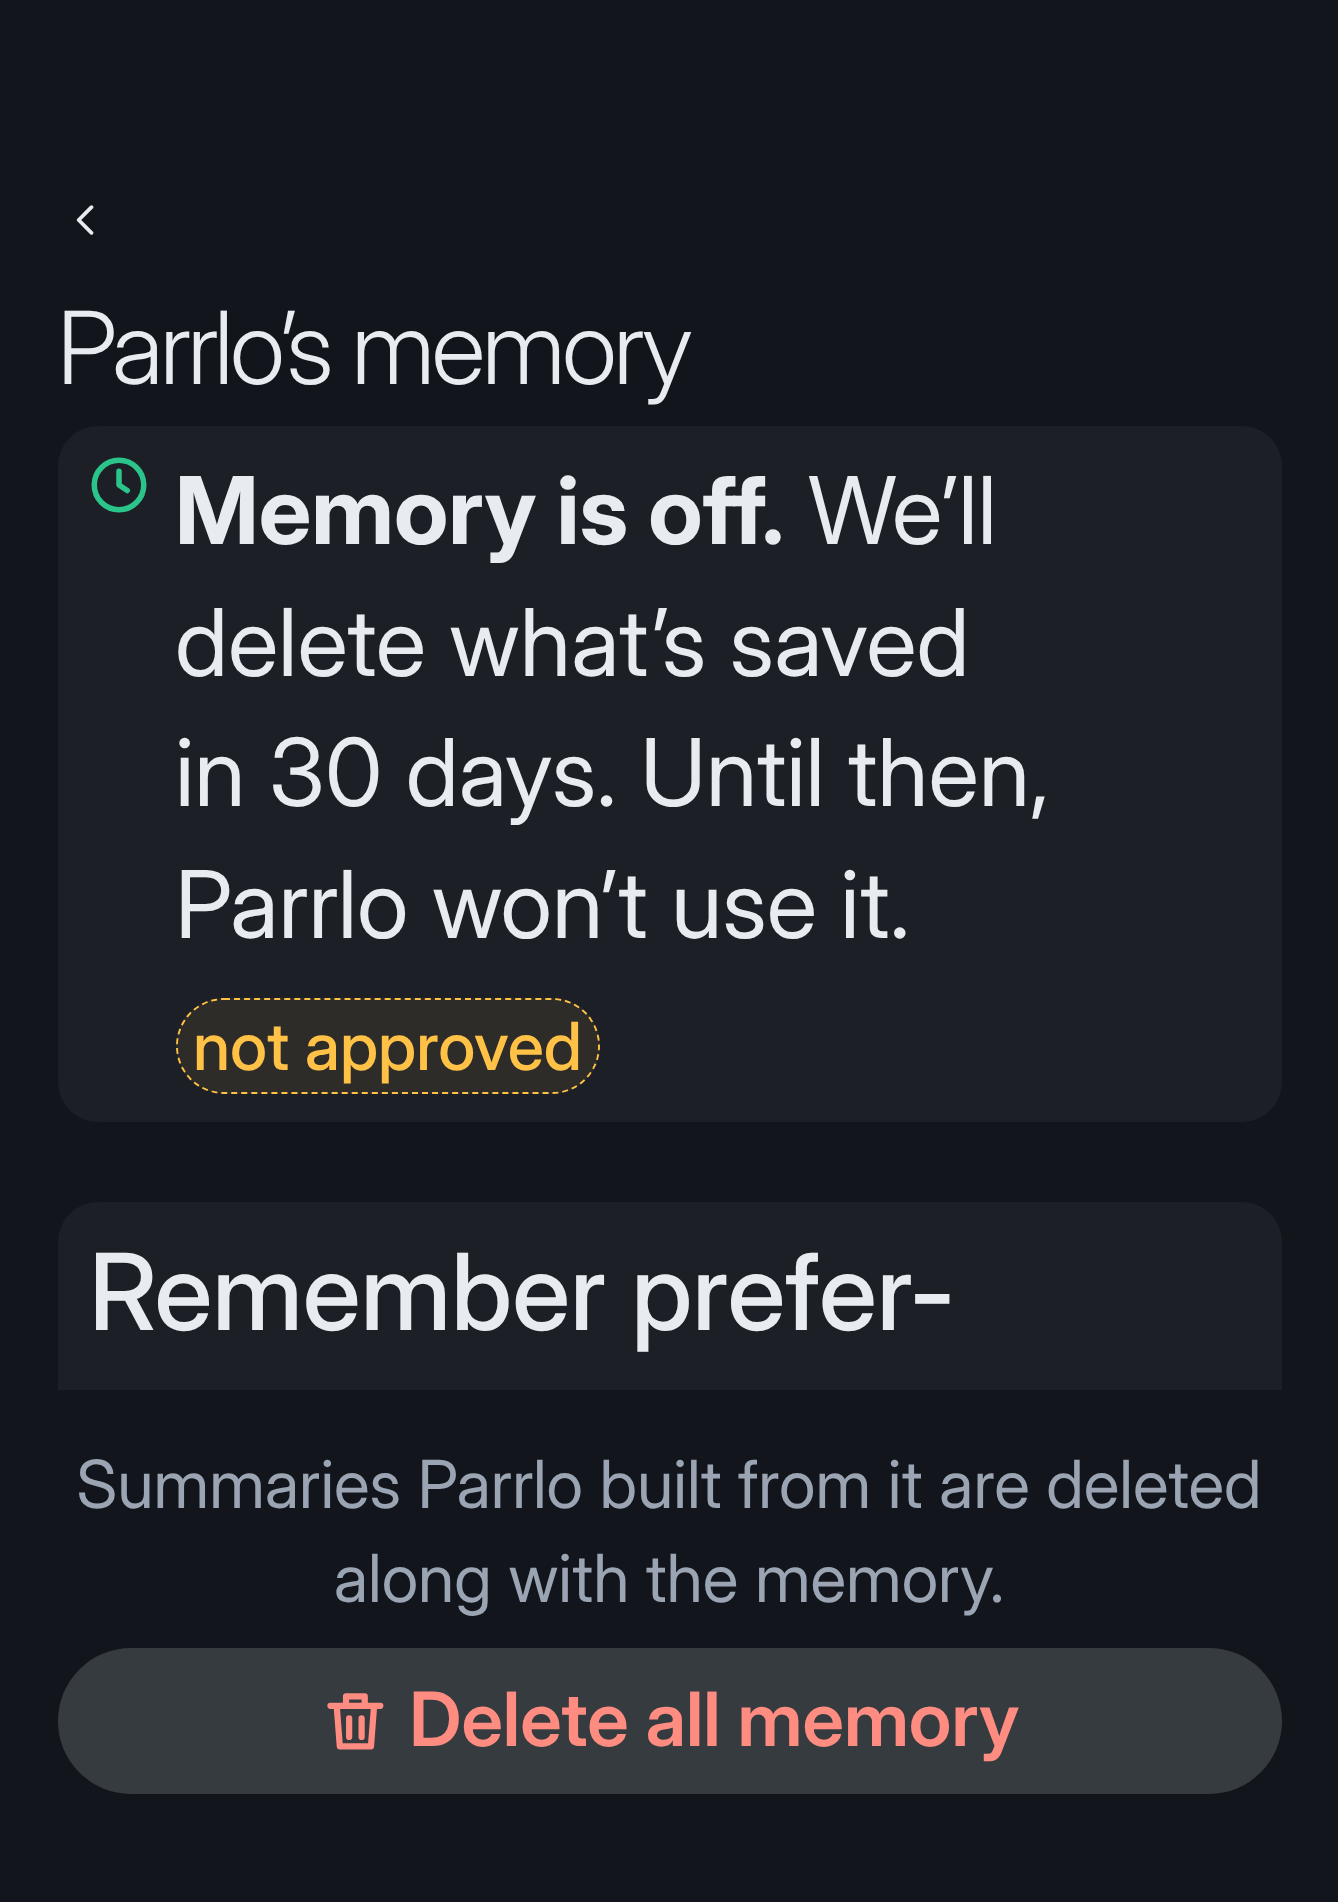 Parrlo’s memory
Memory is off. We’ll
delete what’s saved
in 30 days. Until then,
Parrlo won’t use it.
not approved
Remember prefer-
Summaries Parrlo built from it are deleted
along with the memory.
Delete all memory